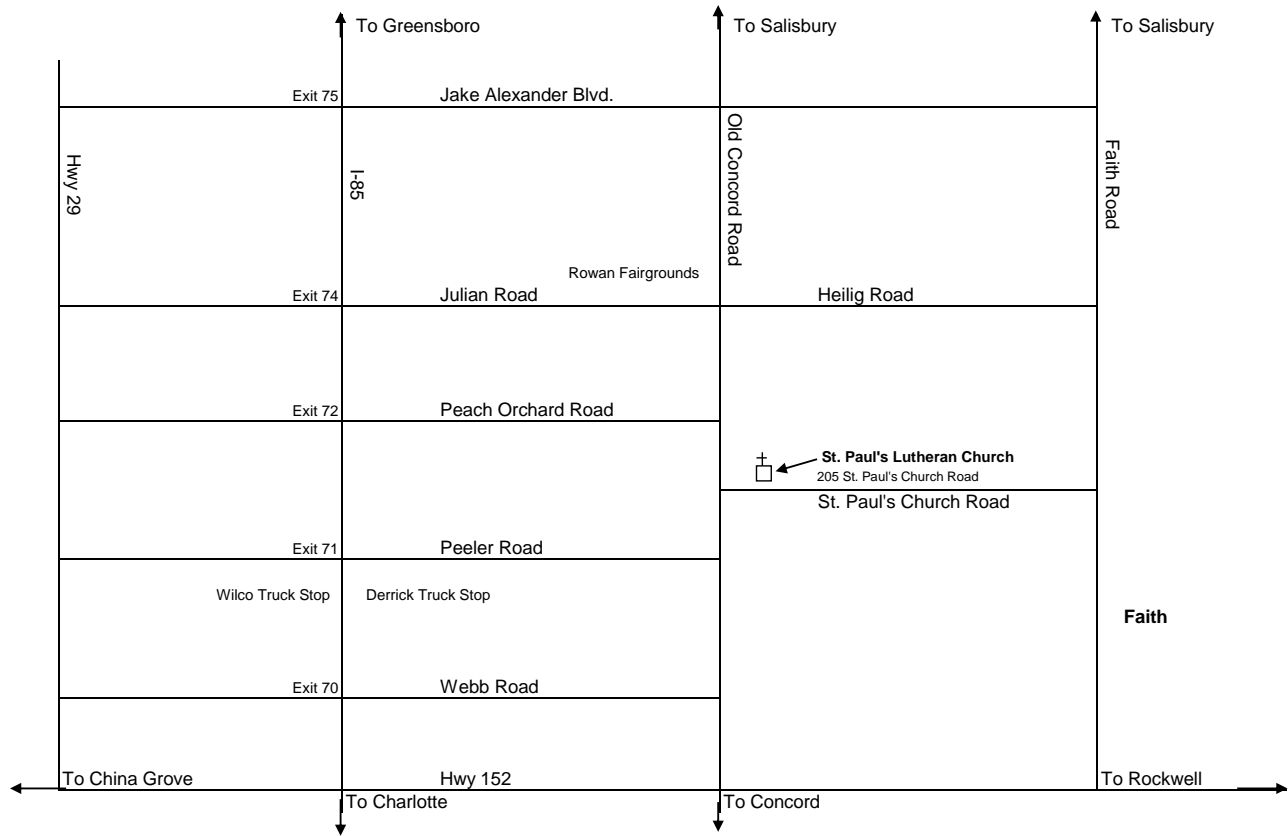 To Greensboro
To Salisbury
To Salisbury
Exit 75
Jake Alexander Blvd.
Hwy 29
I-85
Old Concord Road
Faith Road
Rowan Fairgrounds
Exit 74
Julian Road
Heilig Road
Exit 72
Peach Orchard Road
St. Paul's Lutheran Church
205 St. Paul's Church Road
St. Paul's Church Road
Exit 71
Peeler Road
Wilco Truck Stop
Derrick Truck Stop
Faith
Exit 70
Webb Road
To China Grove
Hwy 152
To Rockwell
To Charlotte
To Concord